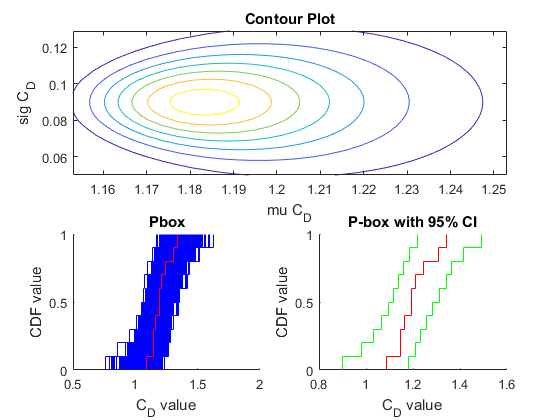 Contour Plot
0.12
0.1
0.08
0.06
sig C_D
1.16 1.17 1.18 1.19 1.2 1.21 1.22 1.23 1.24 1.25
mu C_D
Pbox
1
0.5
0
CDF value
0.5 1 1.5 2
C_D value
P-box with 95% CI
1
0.5
0
CDF value
0.8 1 1.2 1.4 1.6
C_D value